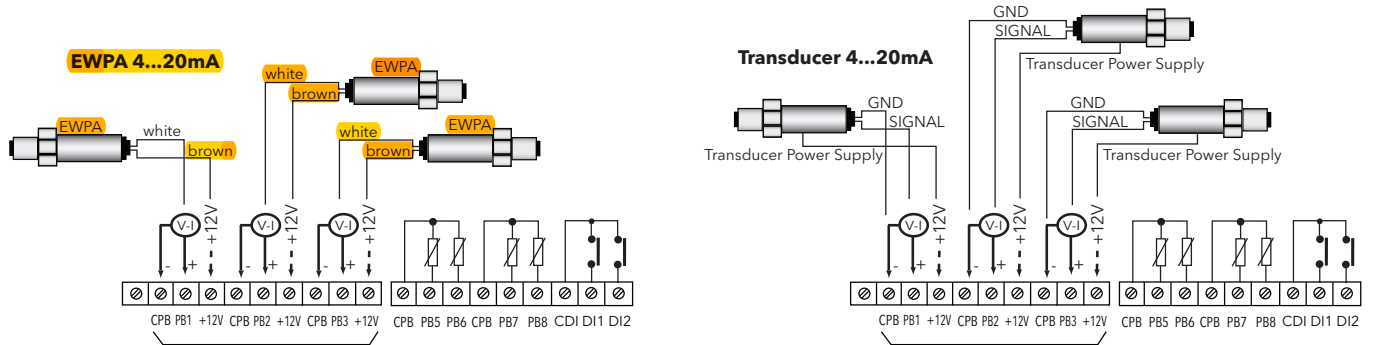 EWPA 4...20mA
EWPA
white
brown
white
brown
EWPA
white
brown
EWPA
V-I
+12V
V-I
+12V
V-I
+12V
- +
- +
- +
CPB PB1 +12V CPB PB2 +12V CPB PB3 +12V CPB PB5 PB6 CPB PB7 PB8 CDI DI1 DI2
Transducer 4...20mA
GND
SIGNAL
Transducer Power Supply
GND
SIGNAL
Transducer Power Supply
GND
SIGNAL
Transducer Power Supply
V-I
+12V
V-I
+12V
V-I
+12V
- +
- +
- +
CPB PB1 +12V CPB PB2 +12V CPB PB3 +12V CPB PB5 PB6 CPB PB7 PB8 CDI DI1 DI2